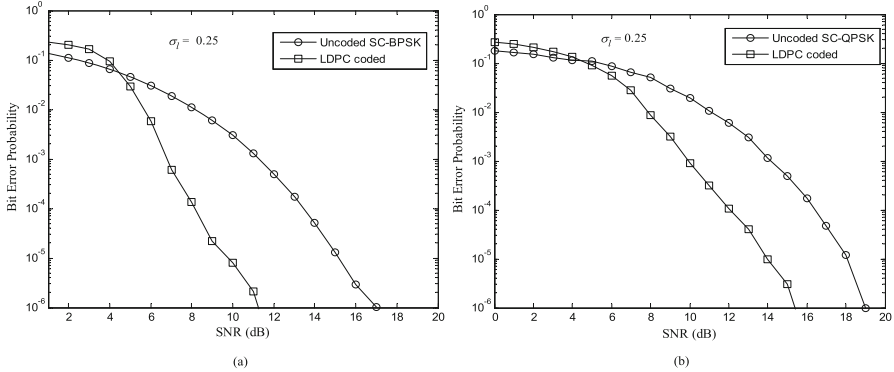 10^0
10^-1
10^-2
10^-3
10^-4
10^-5
10^-6
Bit Error Probability
σ_l = 0.25
Uncoded SC-BPSK
LDPC coded
2 4 6 8 10 12 14 16 18 20
SNR (dB)
(a)
10^0
10^-1
10^-2
10^-3
10^-4
10^-5
10^-6
Bit Error Probability
σ_l = 0.25
Uncoded SC-QPSK
LDPC coded
0 2 4 6 8 10 12 14 16 18 20
SNR (dB)
(b)